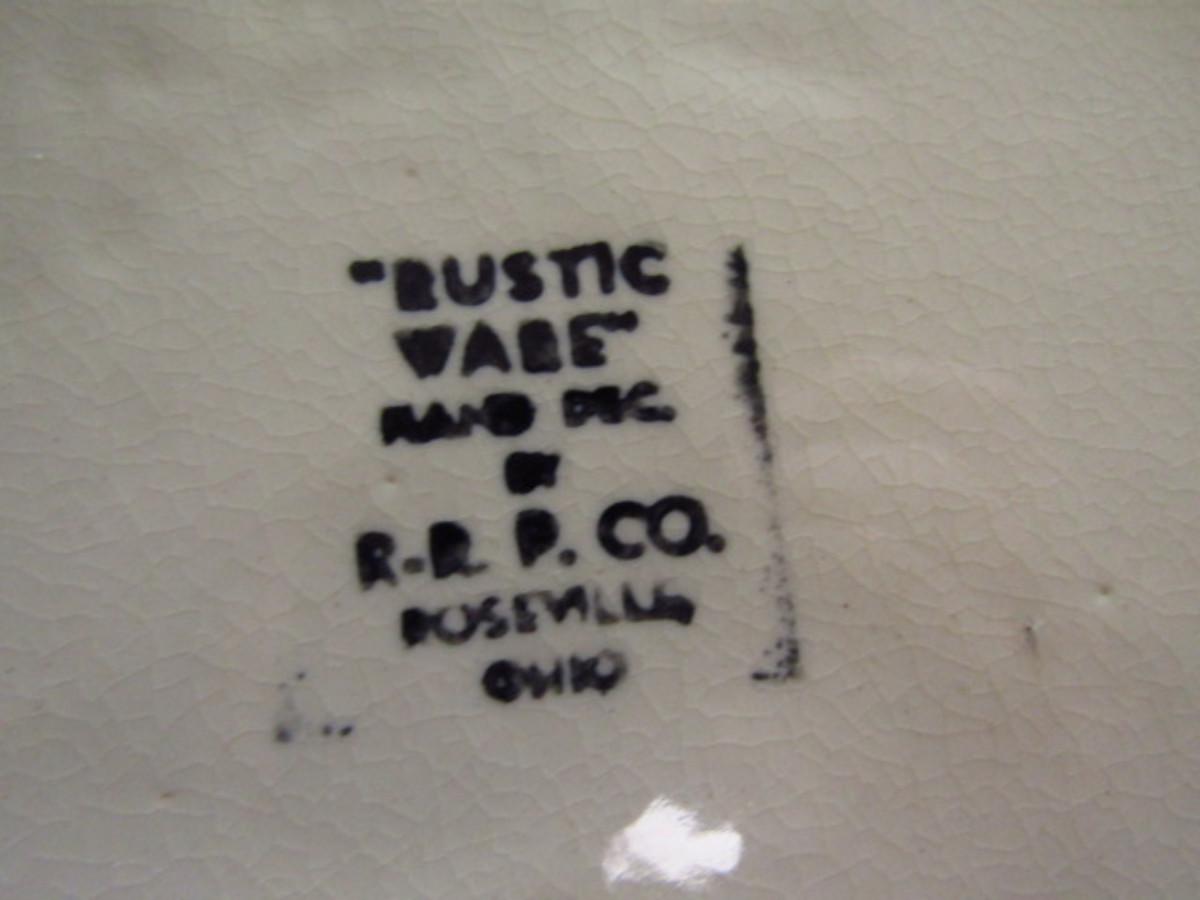 "RUSTIC
WARE"
HAND DEC.
BY
R.R. P. CO.
ROSEVILLE,
OHIO